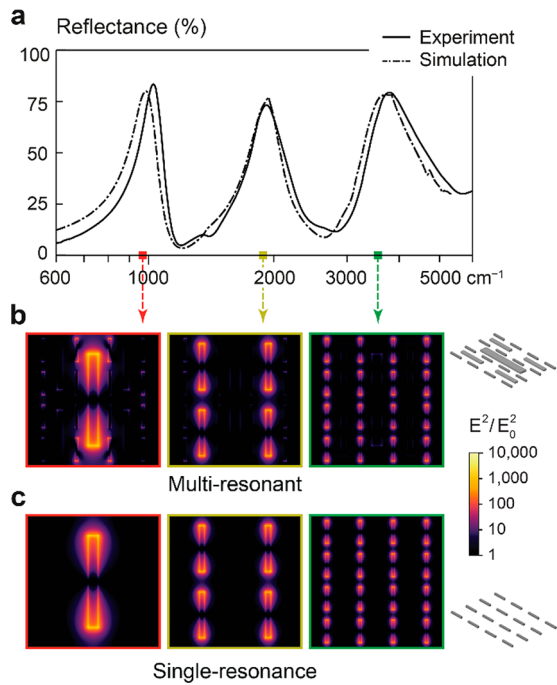 a
Reflectance (%)
Experiment
Simulation
100
75
50
25
0
600 1000 2000 3000 5000 cm⁻¹
b
Multi-resonant
E²/E₀²
10,000
1,000
100
10
1
c
Single-resonance